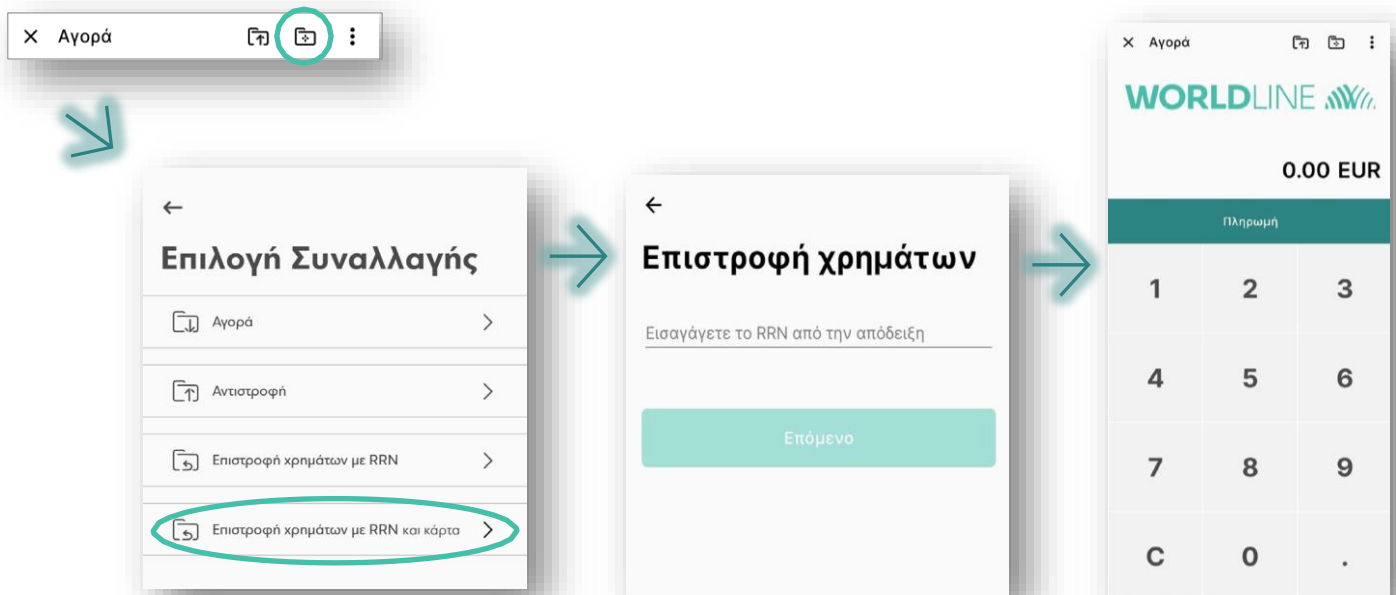 Αγορά
Επιλογή Συναλλαγής
Αγορά
Αντιστροφή
Επιστροφή χρημάτων με RRN
Επιστροφή χρημάτων με RRN και κάρτα
Επιστροφή χρημάτων
Εισαγάγετε το RRN από την απόδειξη
Επόμενο
Αγορά
WORLDLINE
0.00 EUR
Πληρωμή
1 2 3
4 5 6
7 8 9
C 0 .